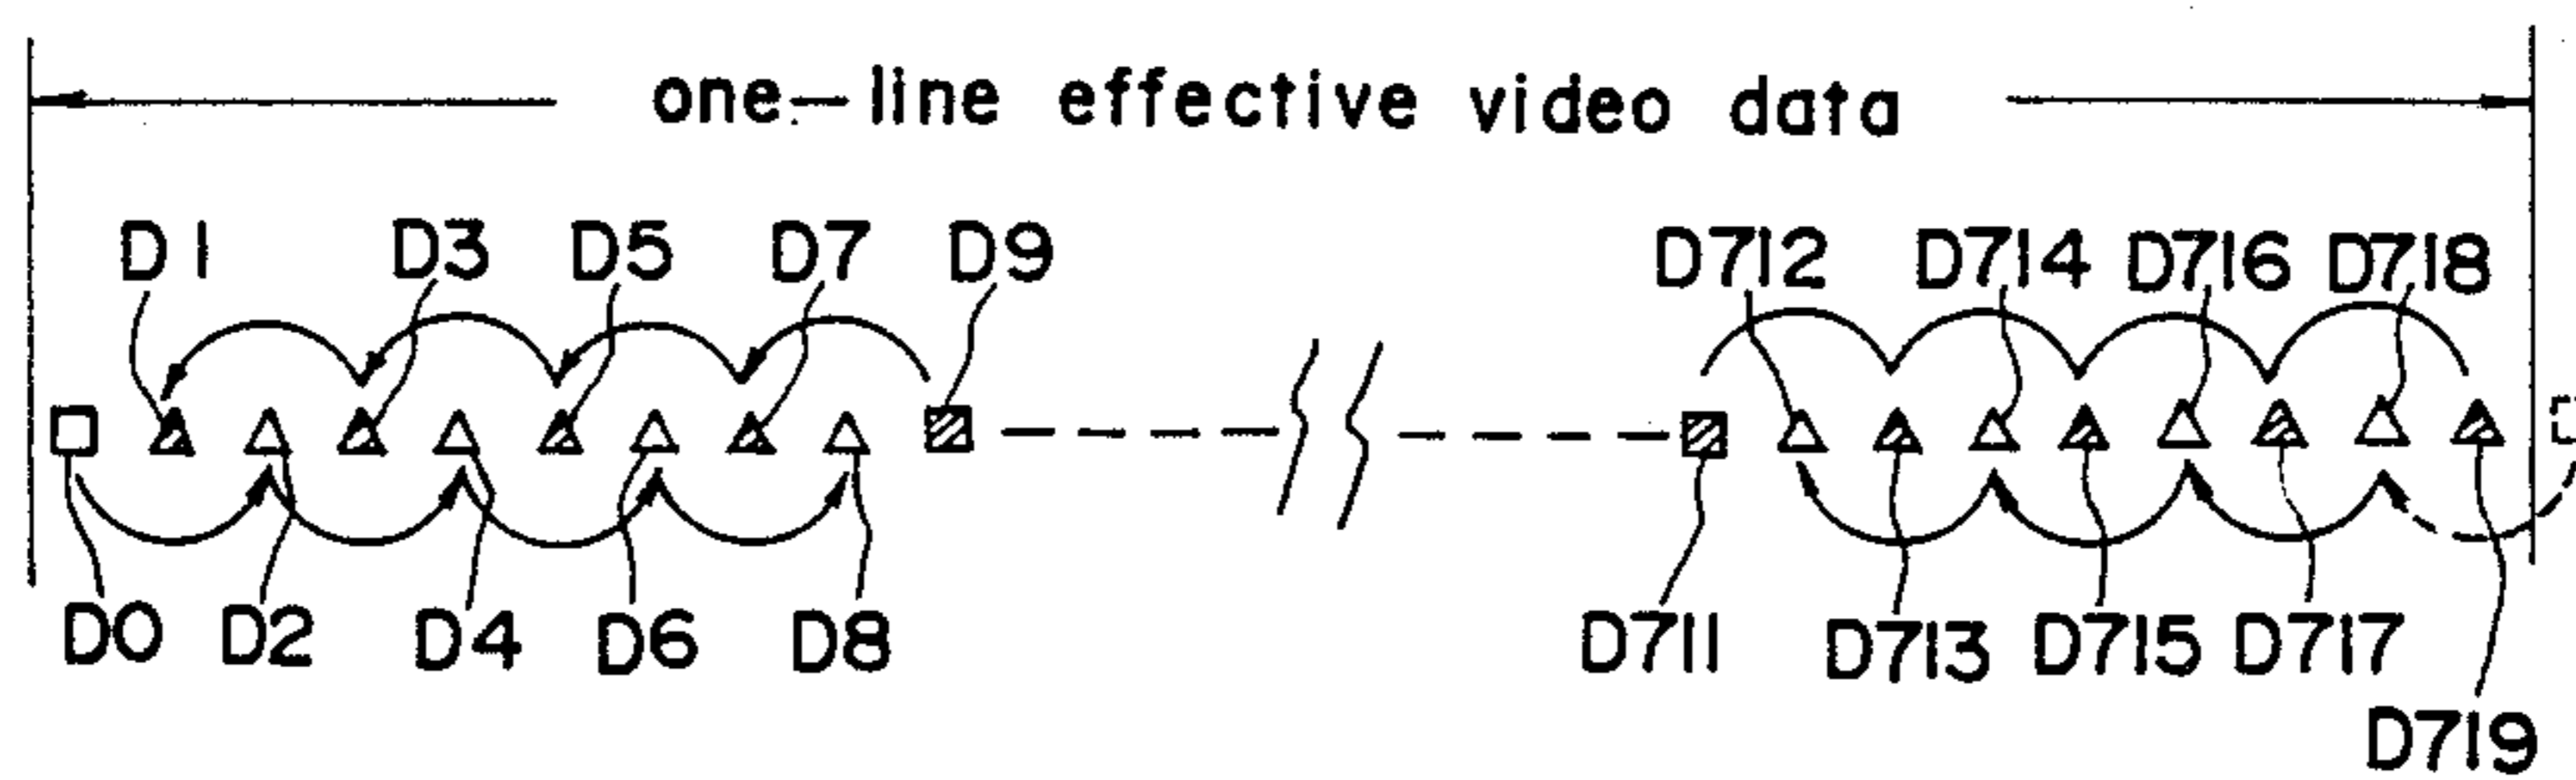 one-line effective video data
D1 D3 D5 D7 D9 D712 D714 D716 D718
D0 D2 D4 D6 D8 D711 D713 D715 D717
D719